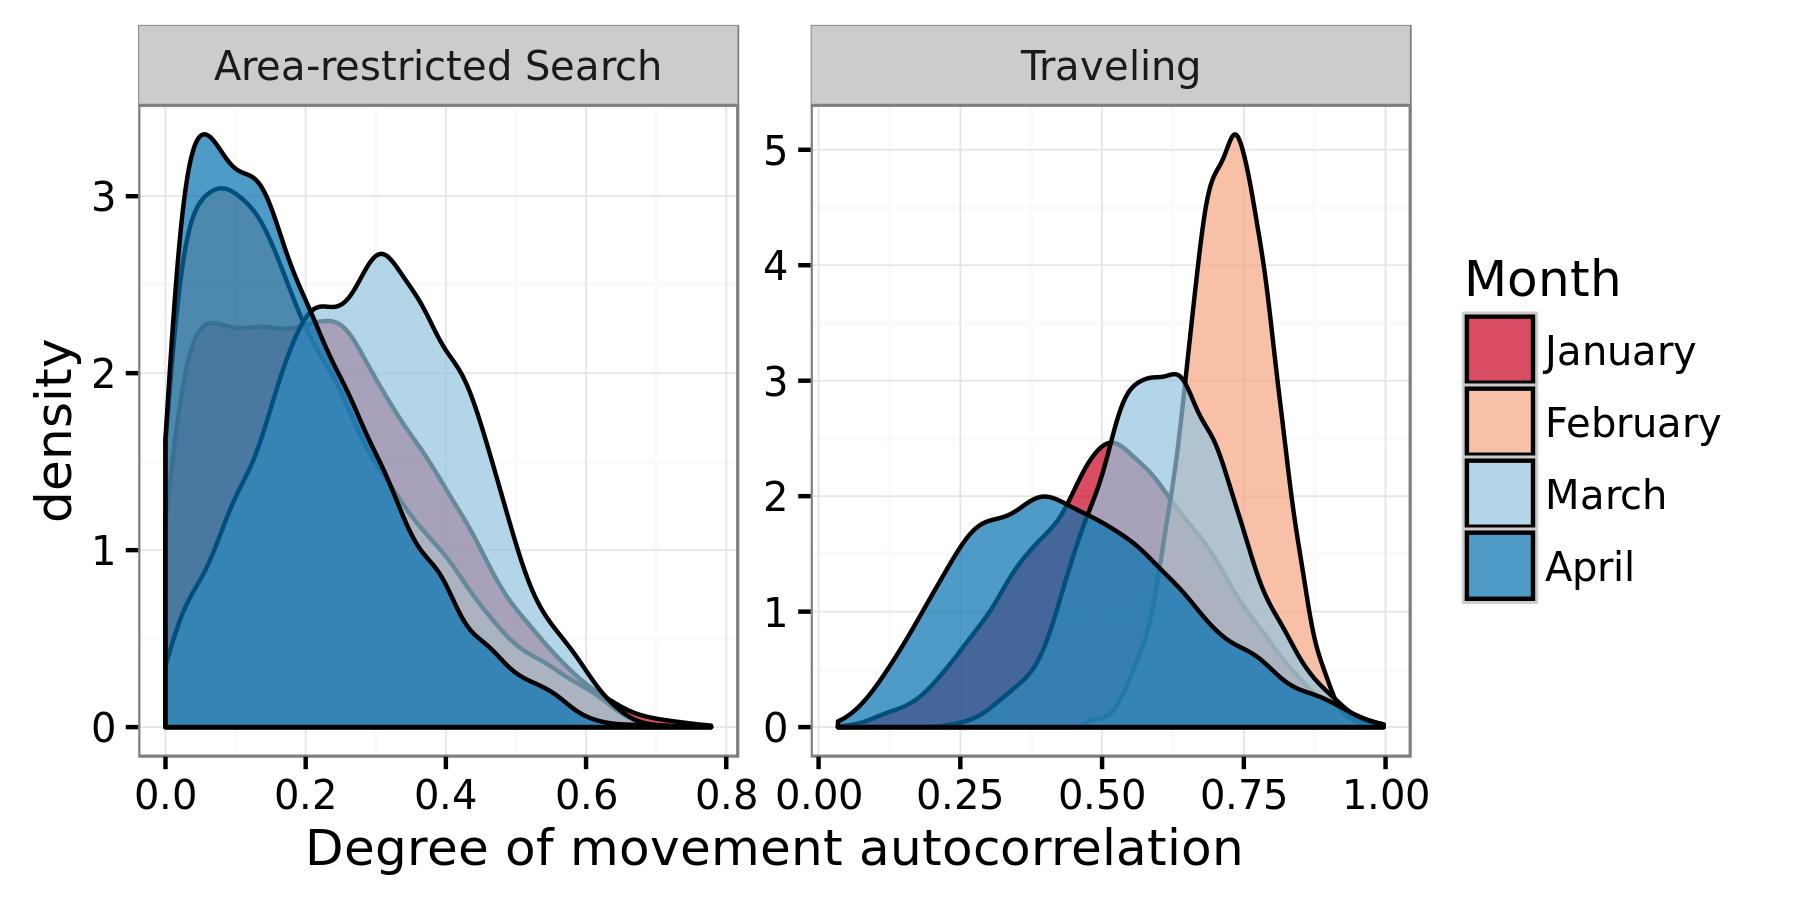 Area-restricted Search
Traveling
density
3
2
1
0
0.0 0.2 0.4 0.6 0.8
5
4
3
2
1
0
0.00 0.25 0.50 0.75 1.00
Degree of movement autocorrelation
Month
January
February
March
April